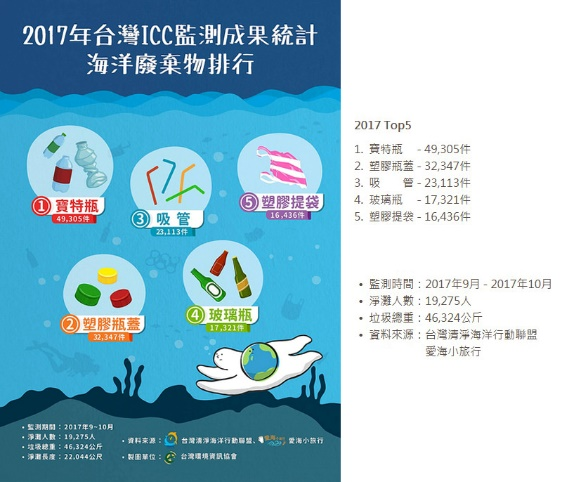 2017年台灣ICC監測成果統計
海洋廢棄物排行
① 寶特瓶
49,305件
③ 吸管
23,113件
⑤ 塑膠提袋
16,436件
② 塑膠瓶蓋
32,347件
④ 玻璃瓶
17,321件
• 監測期間：2017年9-10月
• 淨灘人數：19,275人
• 垃圾總重：46,324公斤
• 淨灘長度：22,044公尺
• 資料來源：台灣清淨海洋行動聯盟、愛海小旅行
• 製圖單位：台灣環境資訊協會
2017 Top5
1. 寶特瓶 - 49,305件
2. 塑膠瓶蓋 - 32,347件
3. 吸 管 - 23,113件
4. 玻璃瓶 - 17,321件
5. 塑膠提袋 - 16,436件
• 監測時間：2017年9月 - 2017年10月
• 淨灘人數：19,275人
• 垃圾總重：46,324公斤
• 資料來源：台灣清淨海洋行動聯盟
愛海小旅行